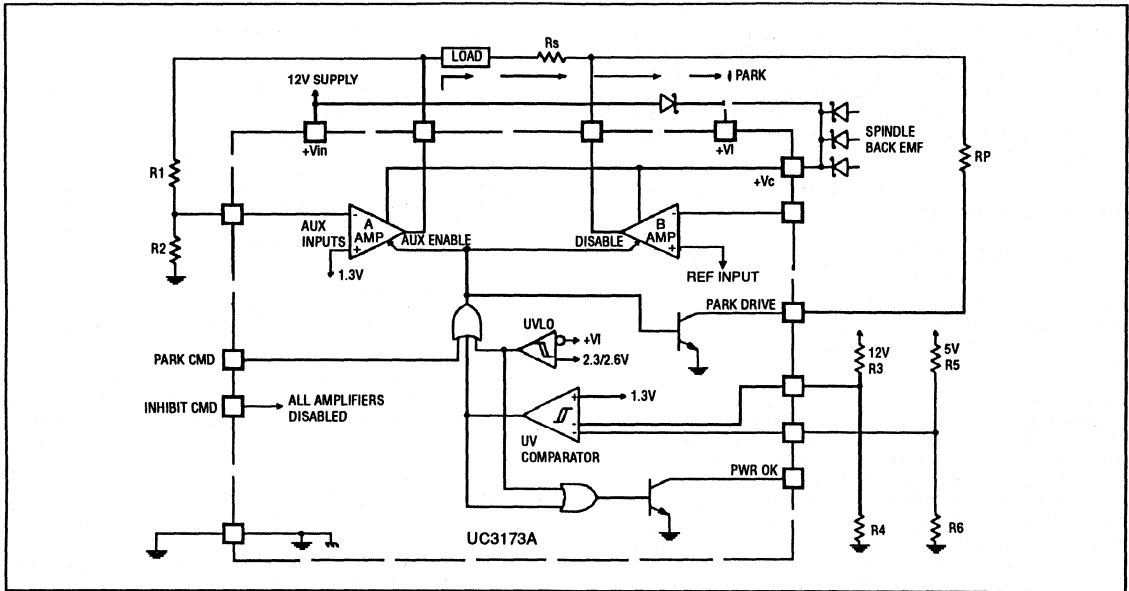 LOAD
Rs
12V SUPPLY
I PARK
+Vin
+VI
SPINDLE
BACK EMF
R1
RP
+Vc
R2
AUX
INPUTS
-
A
AMP
+
AUX ENABLE
1.3V
DISABLE
B
AMP
-
+
REF INPUT
PARK DRIVE
UVLO
+VI
2.3/2.6V
PARK CMD
12V
R3
5V
R5
INHIBIT CMD
ALL AMPLIFIERS
DISABLED
+
1.3V
-
-
UV
COMPARATOR
PWR OK
UC3173A
R4
R6